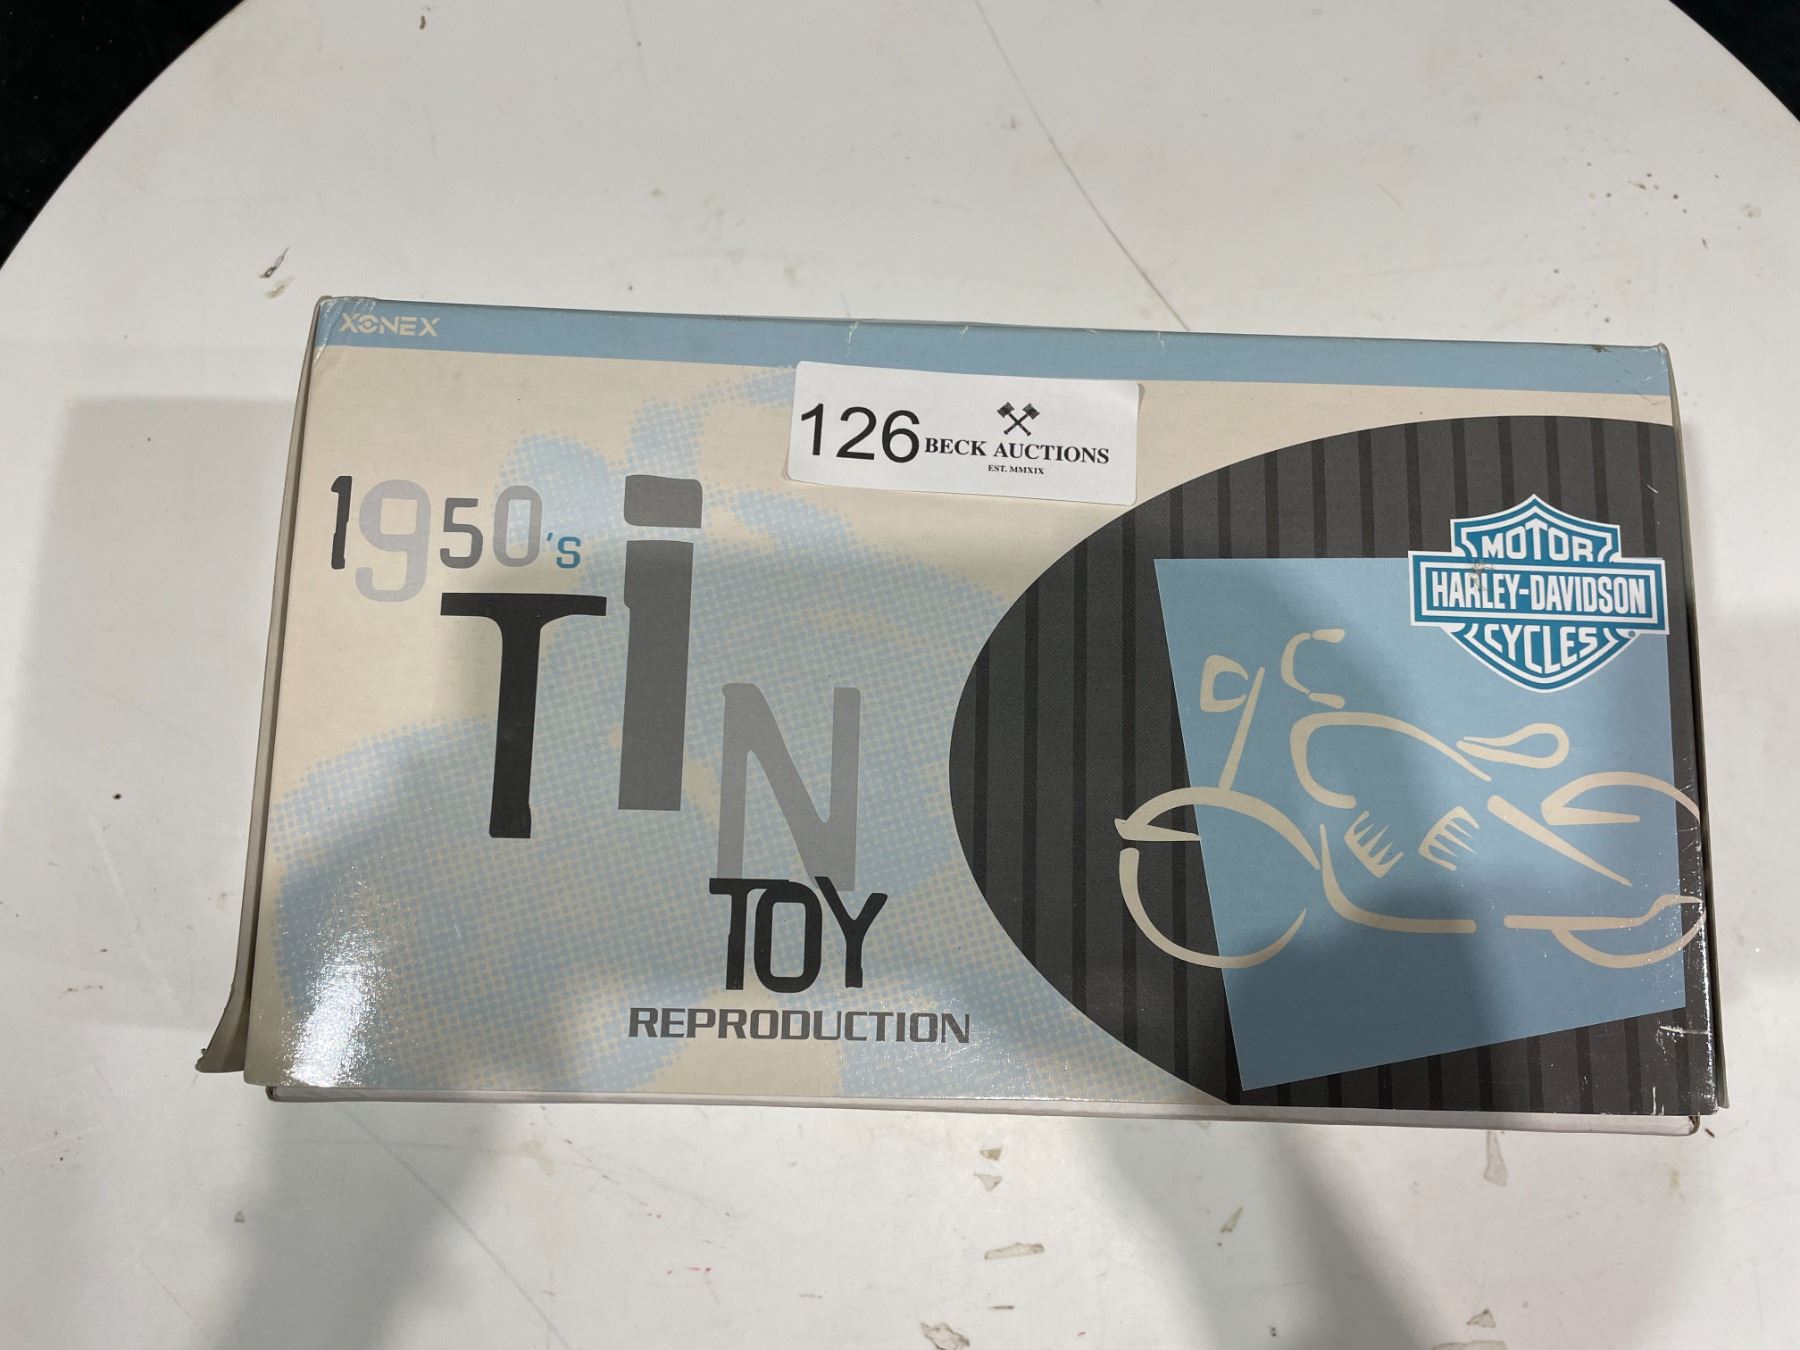 XONEX
126
BECK AUCTIONS
EST. MMXIX
1950's
TiN
TOY
REPRODUCTION
MOTOR
HARLEY-DAVIDSON
CYCLES